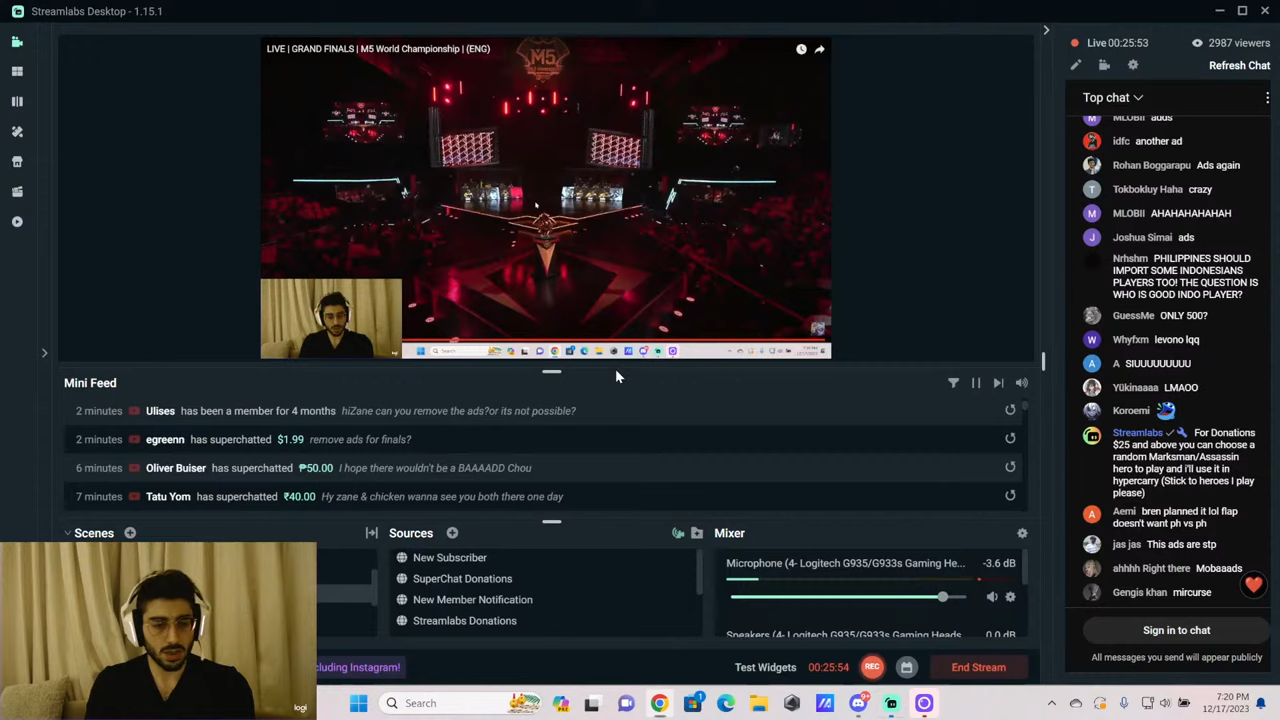 Streamlabs Desktop - 1.15.1
LIVE | GRAND FINALS | M5 World Championship | (ENG)
M5
Live 00:25:53
2987 viewers
Refresh Chat
Top chat
MLOBII adds
idfc another ad
Rohan Boggarapu Ads again
Tokbokluy Haha crazy
MLOBII AHAHAHAHAHAH
Joshua Simai ads
Nrhshm PHILIPPINES SHOULD
IMPORT SOME INDONESIANS
PLAYERS TOO! THE QUESTION IS
WHO IS GOOD INDO PLAYER?
GuessMe ONLY 500?
Whyfxm levono lqq
A SIUUUUUUUU
Yükinaaaa LMAOO
Koroemi
Streamlabs For Donations
$25 and above you can choose a
random Marksman/Assassin
hero to play and i'll use it in
hypercarry (Stick to heroes I play
please)
Aemi bren planned it lol flap
doesn't want ph vs ph
jas jas This ads are stp
ahhhh Right there Mobaaads
Gengis khan mircurse
Sign in to chat
All messages you send will appear publicly
Mini Feed
2 minutes Ulises has been a member for 4 months hiZane can you remove the ads?or its not possible?
2 minutes egreenn has superchatted $1.99 remove ads for finals?
6 minutes Oliver Buiser has superchatted ₱50.00 I hope there wouldn't be a BAAAADD Chou
7 minutes Tatu Yom has superchatted ₹40.00 Hy zane & chicken wanna see you both there one day
Scenes
Sources
New Subscriber
SuperChat Donations
New Member Notification
Streamlabs Donations
Mixer
Microphone (4- Logitech G935/G933s Gaming He... -3.6 dB
Speakers (4- Logitech G935/G933s Gaming Heads 0.0 dB
cluding Instagram!
Test Widgets
00:25:54
REC
End Stream
logi
Search
9+
1
7:20 PM
12/17/2023